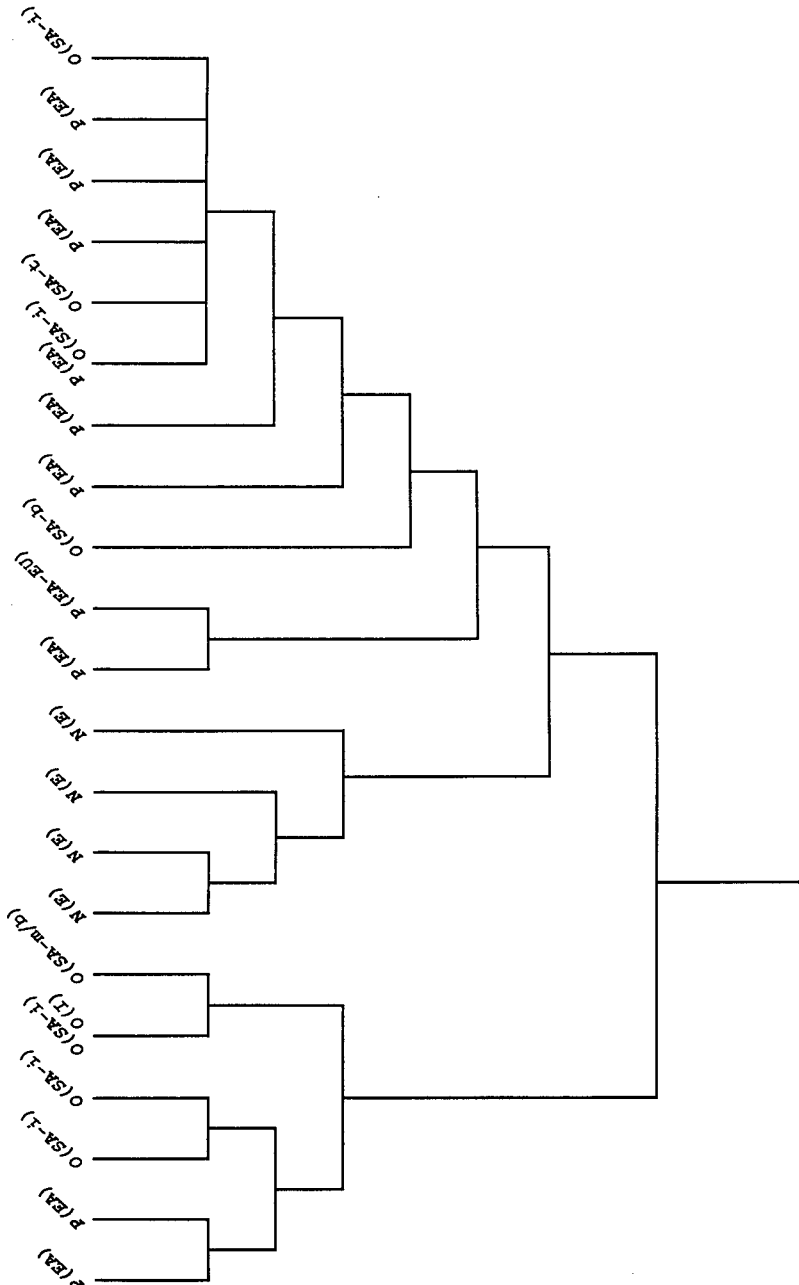 O(SA-i)
P(EA)
P(EA)
P(EA)
O(SA-t)
O(SA-i)
P(EA)
P(EA)
P(EA)
O(SA-b)
P(EA-EU)
P(EA)
N(E)
N(E)
N(E)
N(E)
O(SA-m/b)
O(I)
O(SA-i)
O(SA-i)
O(SA-i)
P(EA)
P(EA)